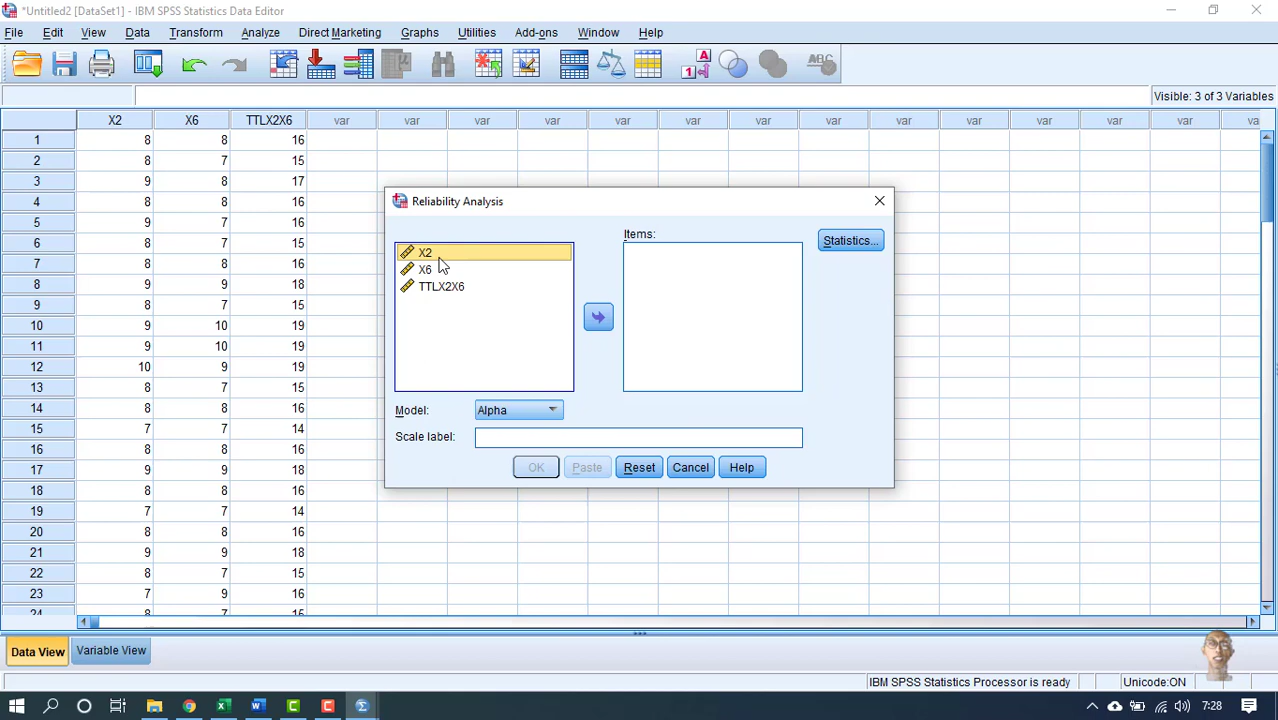 *Untitled2 [DataSet1] - IBM SPSS Statistics Data Editor
File Edit View Data Transform Analyze Direct Marketing Graphs Utilities Add-ons Window Help
Visible: 3 of 3 Variables
X2 X6 TTLX2X6 var var var var var var var var var var var var var va
1 8 8 16
2 8 7 15
3 9 8 17
4 8 8 16
5 9 7 16
6 8 7 15
7 8 8 16
8 9 9 18
9 8 7 15
10 9 10 19
11 9 10 19
12 10 9 19
13 8 7 15
14 8 8 16
15 7 7 14
16 8 8 16
17 9 9 18
18 8 8 16
19 7 7 14
20 8 8 16
21 9 9 18
22 8 7 15
23 7 9 16
24 8 8 16
Reliability Analysis
Items:
X2
X6
TTLX2X6
Statistics...
Model: Alpha
Scale label:
OK Paste Reset Cancel Help
Data View Variable View
IBM SPSS Statistics Processor is ready Unicode:ON
7:28